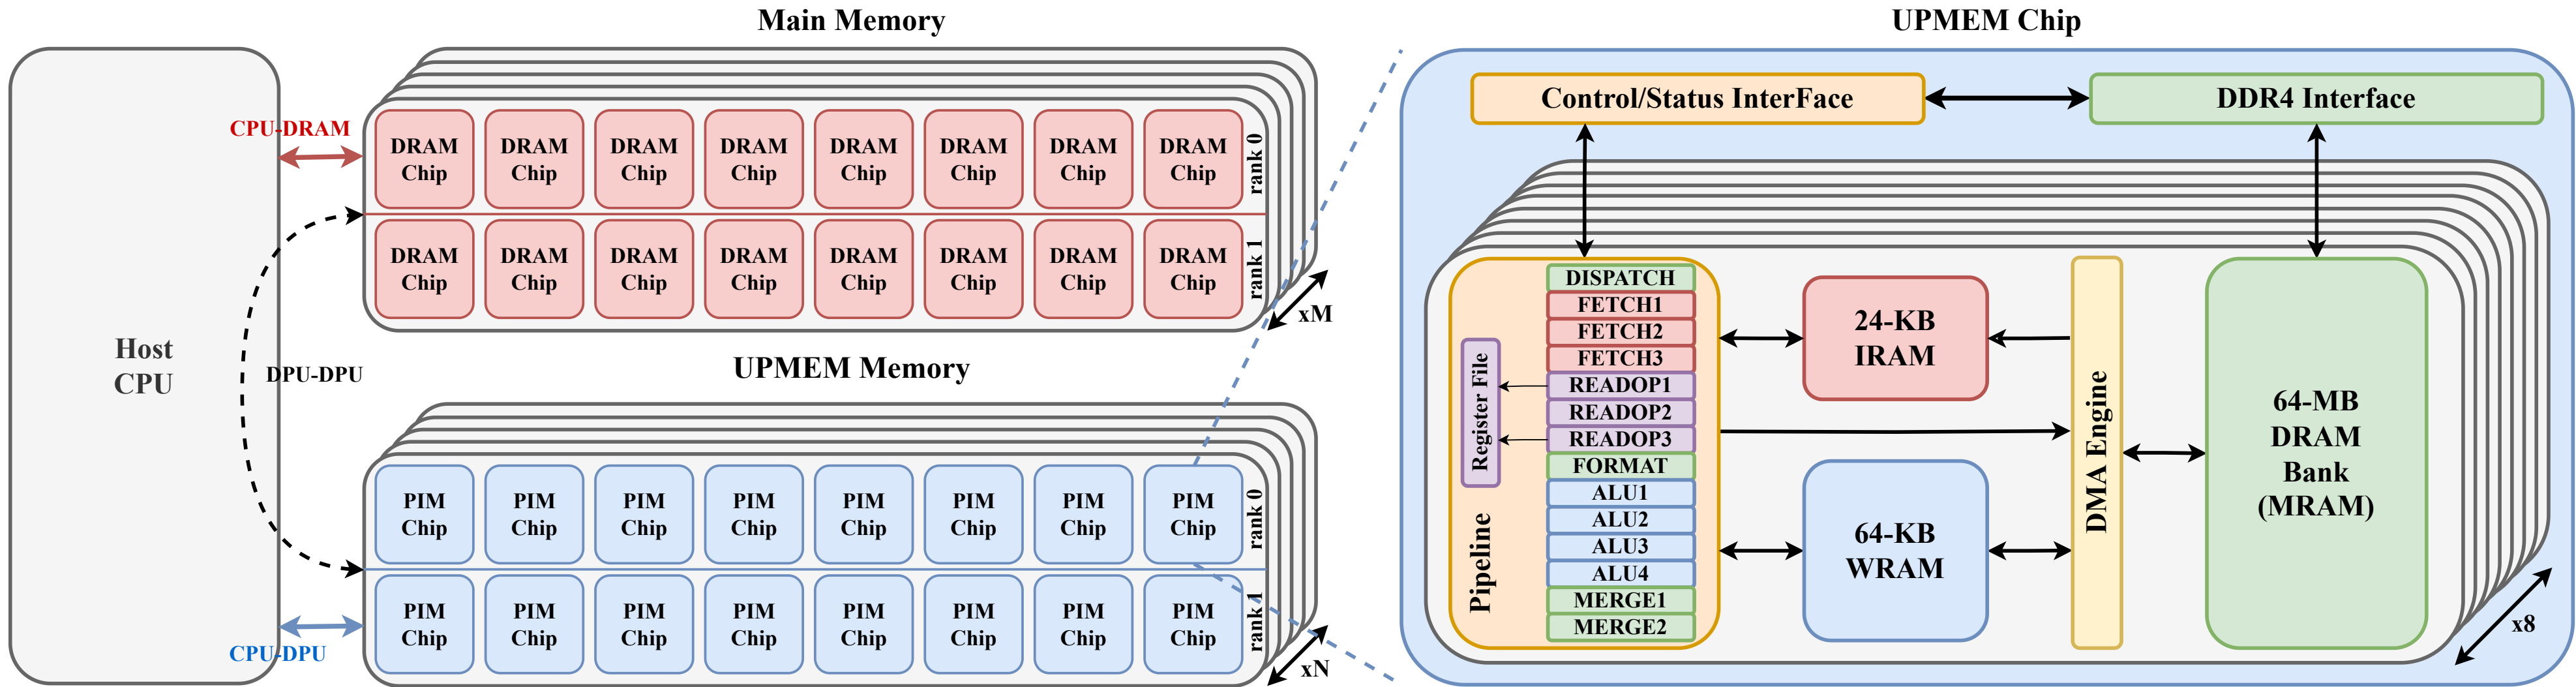 Main Memory
UPMEM Chip
Host
CPU
CPU-DRAM
DPU-DPU
CPU-DPU
DRAM DRAM DRAM DRAM DRAM DRAM DRAM DRAM
Chip Chip Chip Chip Chip Chip Chip Chip
rank 0
DRAM DRAM DRAM DRAM DRAM DRAM DRAM DRAM
Chip Chip Chip Chip Chip Chip Chip Chip
rank 1
xM
UPMEM Memory
PIM PIM PIM PIM PIM PIM PIM PIM
Chip Chip Chip Chip Chip Chip Chip Chip
rank 0
PIM PIM PIM PIM PIM PIM PIM PIM
Chip Chip Chip Chip Chip Chip Chip Chip
rank 1
xN
Control/Status InterFace
DDR4 Interface
Register File
Pipeline
DISPATCH
FETCH1
FETCH2
FETCH3
READOP1
READOP2
READOP3
FORMAT
ALU1
ALU2
ALU3
ALU4
MERGE1
MERGE2
24-KB
IRAM
64-KB
WRAM
DMA Engine
64-MB
DRAM
Bank
(MRAM)
x8